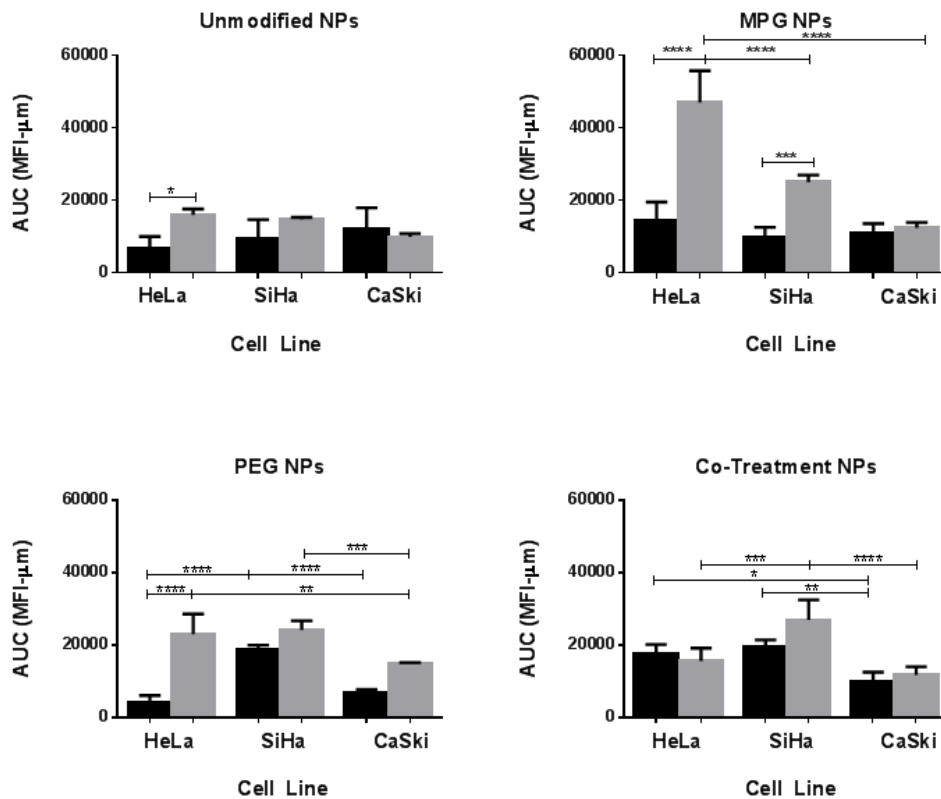 Unmodified NPs
AUC (MFI-µm)
60000
40000
20000
0
*
HeLa SiHa CaSki
Cell Line
MPG NPs
AUC (MFI-µm)
60000
40000
20000
0
****
**** ****
***
HeLa SiHa CaSki
Cell Line
PEG NPs
AUC (MFI-µm)
60000
40000
20000
0
***
**** ****
**** **
HeLa SiHa CaSki
Cell Line
Co-Treatment NPs
AUC (MFI-µm)
60000
40000
20000
0
*** ****
*
**
HeLa SiHa CaSki
Cell Line